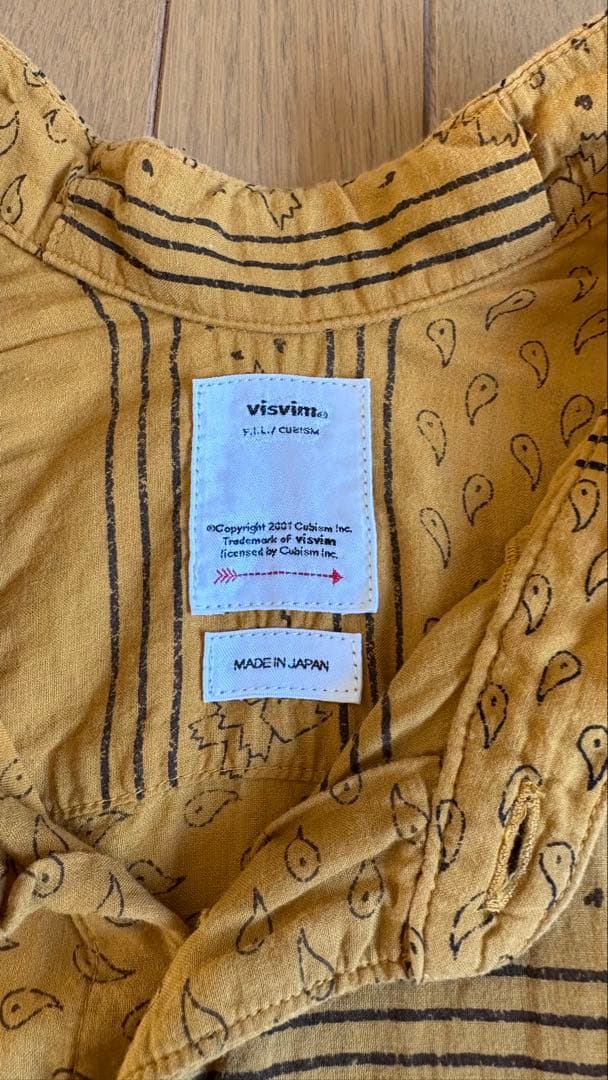 visvim®
F.I.L./ CUBISM
©Copyright 2001 Cubism Inc.
Trademark of visvim
licensed by Cubism Inc.
MADE IN JAPAN